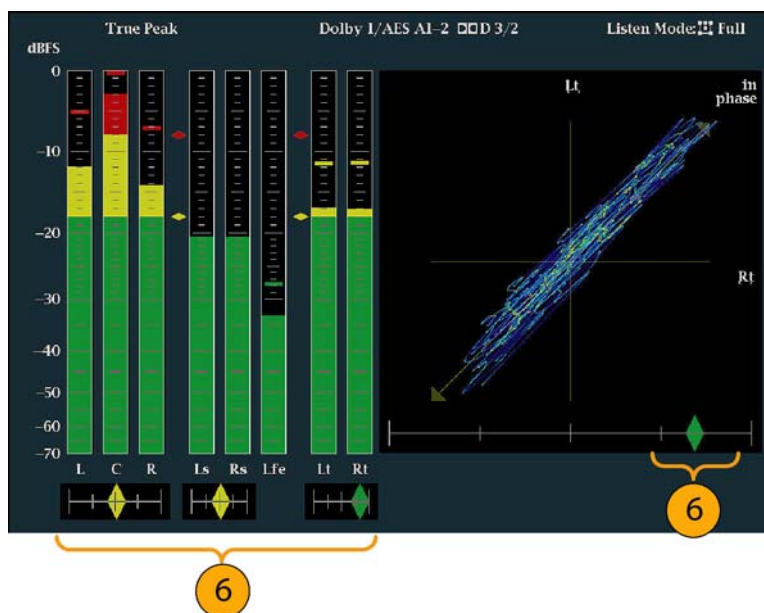 True Peak
Dolby 1/AES A1-2 D 3/2
Listen Mode: Full
dBFS
0
-10
-20
-30
-40
-50
-60
-70
L C R Ls Rs Lfe Lt Rt
Lt
in
phase
Rt
6
6